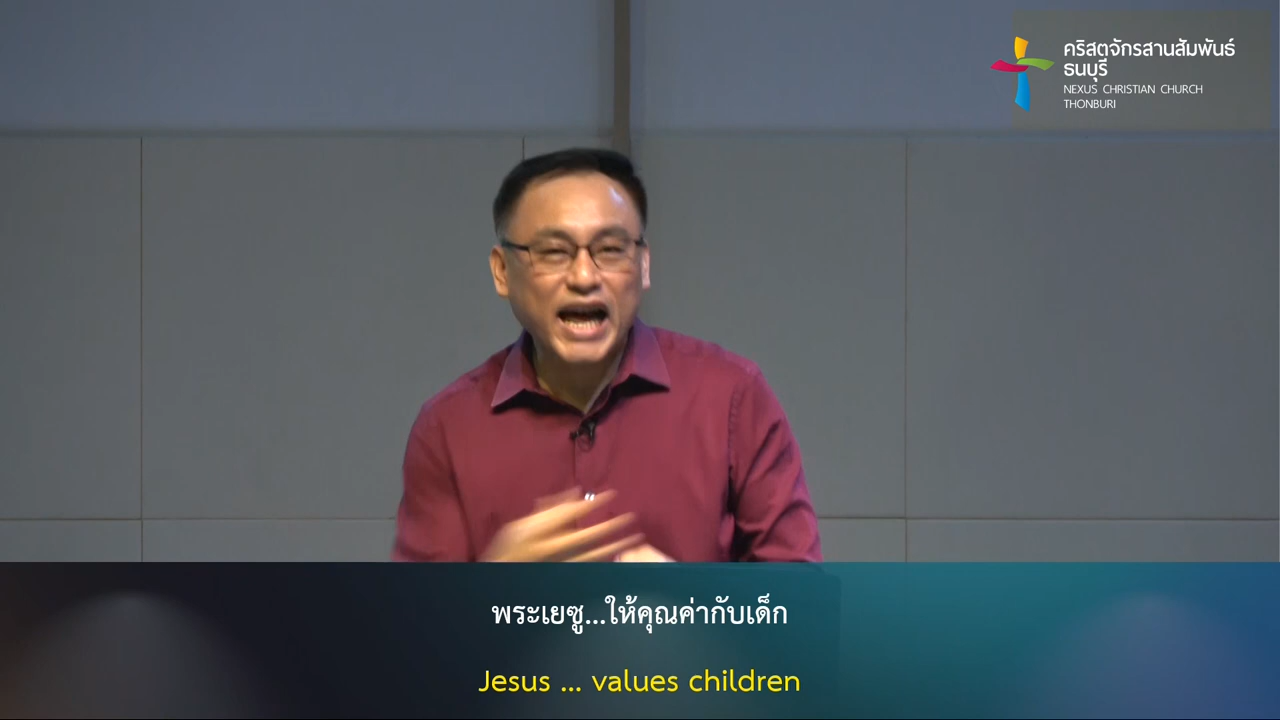 คริสตจักรสานสัมพันธ์
ธนบุรี
NEXUS CHRISTIAN CHURCH
THONBURI
พระเยซู...ให้คุณค่ากับเด็ก
Jesus ... values children